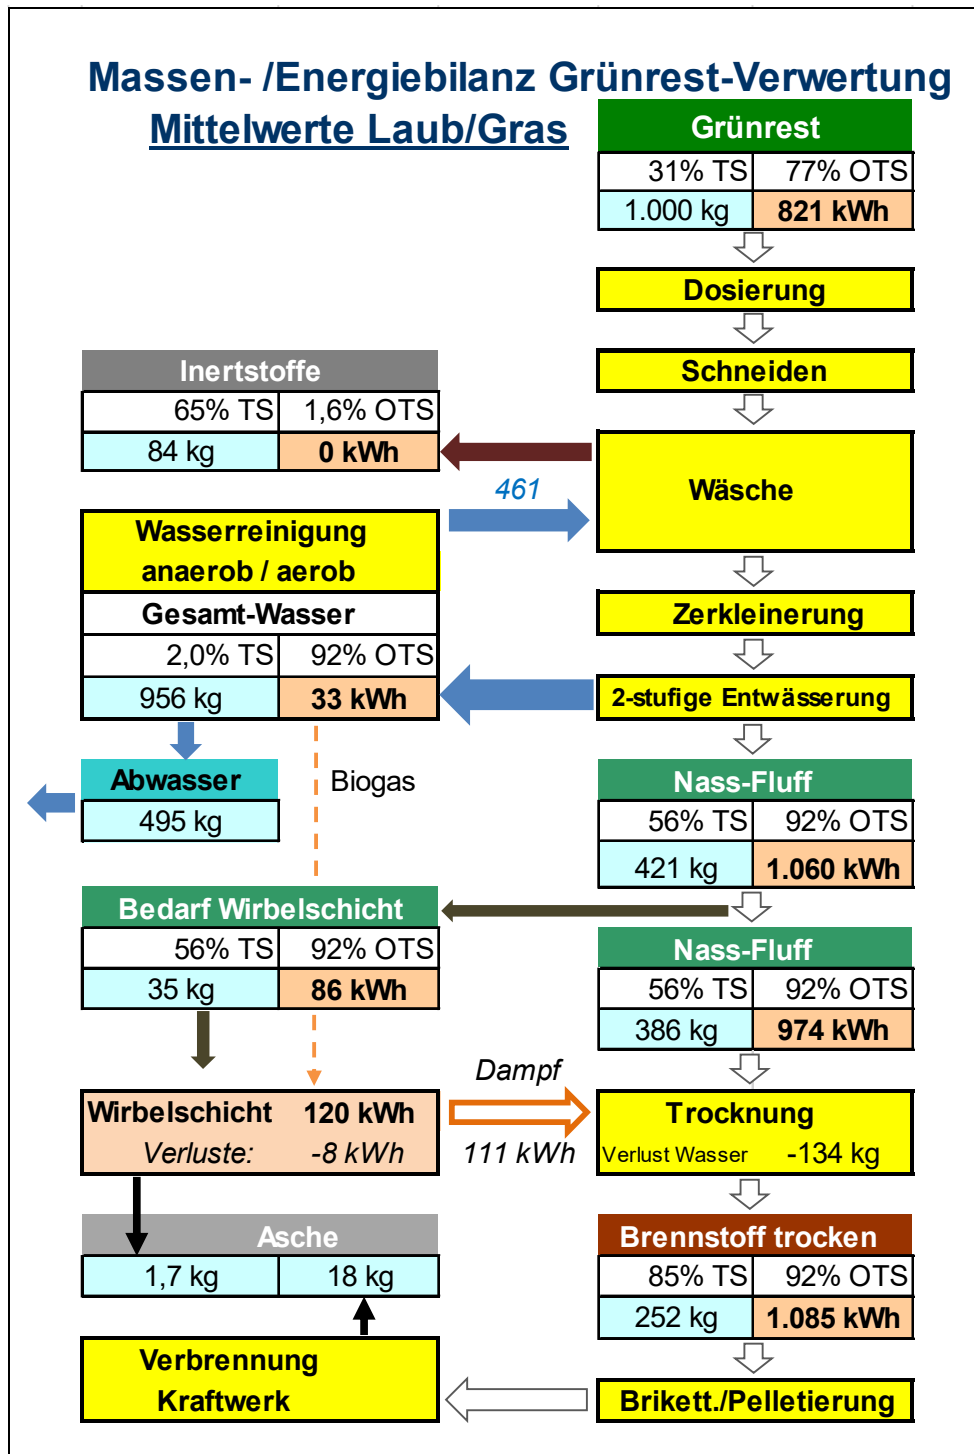 Massen- /Energiebilanz Grünrest-Verwertung
Mittelwerte Laub/Gras
Grünrest
31% TS 77% OTS
1.000 kg 821 kWh
Dosierung
Schneiden
Inertstoffe
65% TS 1,6% OTS
84 kg 0 kWh
Wäsche
461
Wasserreinigung
anaerob / aerob
Gesamt-Wasser
2,0% TS 92% OTS
956 kg 33 kWh
Zerkleinerung
2-stufige Entwässerung
Abwasser
495 kg
Biogas
Nass-Fluff
56% TS 92% OTS
421 kg 1.060 kWh
Bedarf Wirbelschicht
56% TS 92% OTS
35 kg 86 kWh
Nass-Fluff
56% TS 92% OTS
386 kg 974 kWh
Wirbelschicht 120 kWh
Verluste: -8 kWh
Dampf
111 kWh
Trocknung
Verlust Wasser -134 kg
Asche
1,7 kg 18 kg
Brennstoff trocken
85% TS 92% OTS
252 kg 1.085 kWh
Verbrennung
Kraftwerk
Brikett./Pelletierung